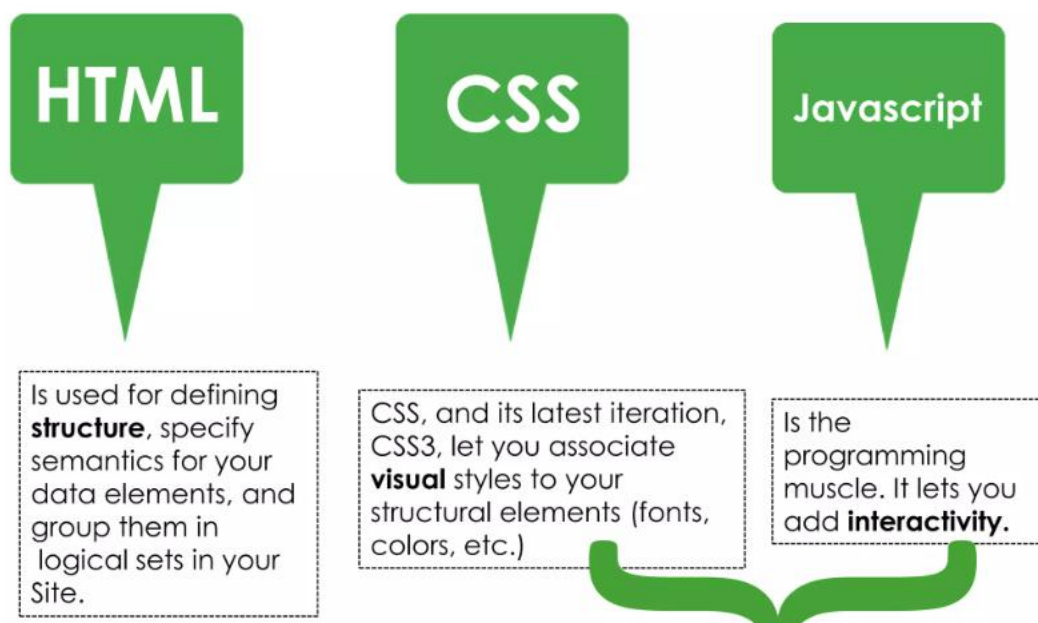 HTML
CSS
Javascript
Is used for defining
structure, specify
semantics for your
data elements, and
group them in
logical sets in your
Site.
CSS, and its latest iteration,
CSS3, let you associate
visual styles to your
structural elements (fonts,
colors, etc.)
Is the
programming
muscle. It lets you
add interactivity.